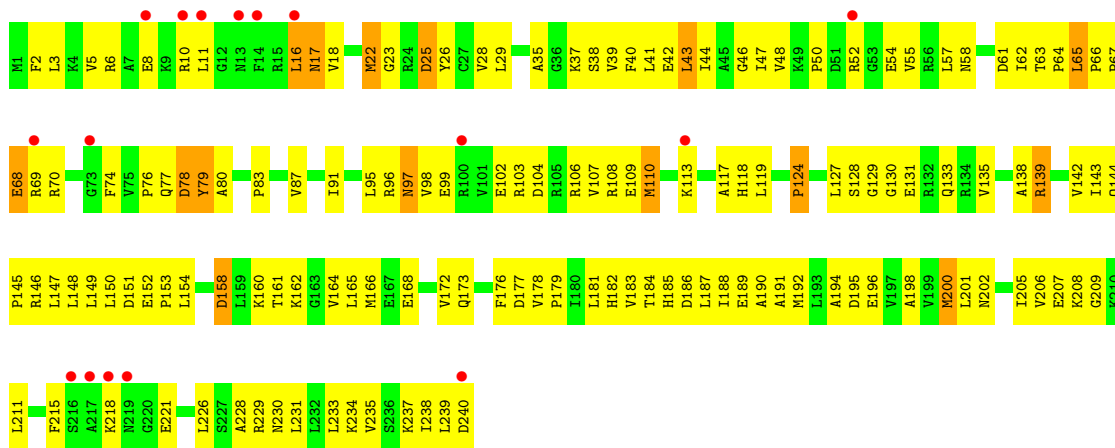 M1 F2 L3 K4 V5 R6 A7 E8 K9 R10 L11 G12 N13 F14 R15 L16 N17 V18 M22 G23 R24 D25 Y26 C27 V28 L29 A35 G36 K37 S38 V39 F40 L41 E42 L43 I44 A45 G46 I47 V48 K49 P50 D51 R52 G53 E54 V55 R56 L57 N58 D61 I62 T63 P64 L65 P66
E68 R69 R70 G73 F74 V75 P76 Q77 D78 Y79 A80 P83 V87 I91 L95 R96 N97 V98 E99 R100 V101 E102 R103 D104 R105 R106 V107 R108 E109 M110 K113 A117 H118 L119 P124 L127 S128 G129 G130 E131 R132 Q133 R134 V135 A138 R139 V142 I143
P145 R146 L147 L148 L149 L150 D151 E152 P153 L154 D158 L159 K160 T161 K162 G163 V164 L165 M166 E167 E168 V172 Q173 F176 D177 V178 P179 I180 L181 H182 V183 T184 H185 D186 L187 I188 E189 A190 A191 M192 L193 A194 D195 E196 V197 A198 V199 M200 L201 N202 I205 V206 E207 K208 G209
L211 F215 S216 A217 K218 N219 G220 E221 L226 S227 A228 R229 N230 L231 L232 L233 K234 V235 S236 K237 I238 L239 D240